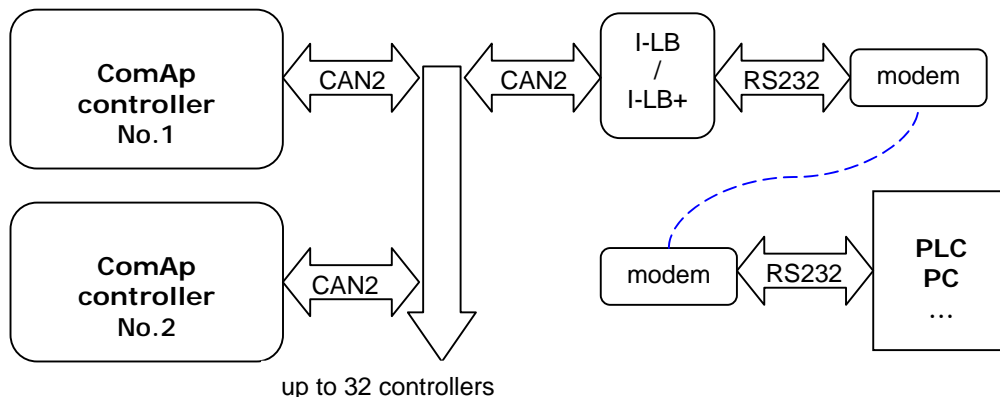 ComAp
controller
No.1
CAN2
CAN2
I-LB
/
I-LB+
RS232
modem
ComAp
controller
No.2
CAN2
modem
RS232
PLC
PC
...
up to 32 controllers